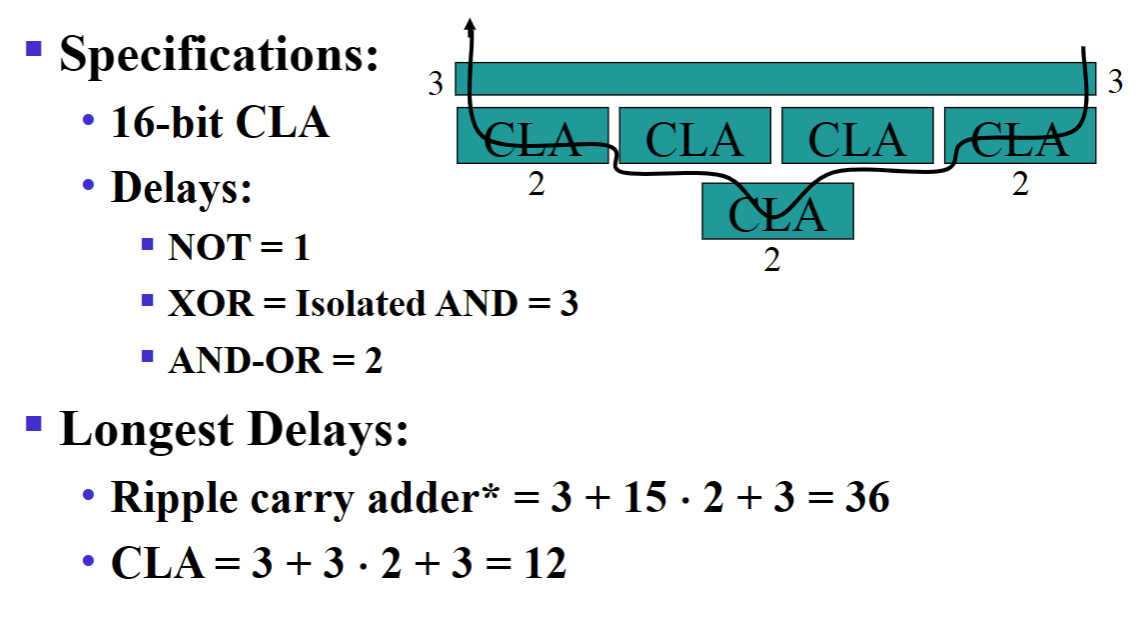 Specifications:
3
3
16-bit CLA
CLA
CLA
CLA
CLA
Delays:
2
2
CLA
NOT = 1
2
XOR = Isolated AND = 3
AND-OR = 2
Longest Delays:
Ripple carry adder* = 3 + 15 · 2 + 3 = 36
CLA = 3 + 3 · 2 + 3 = 12